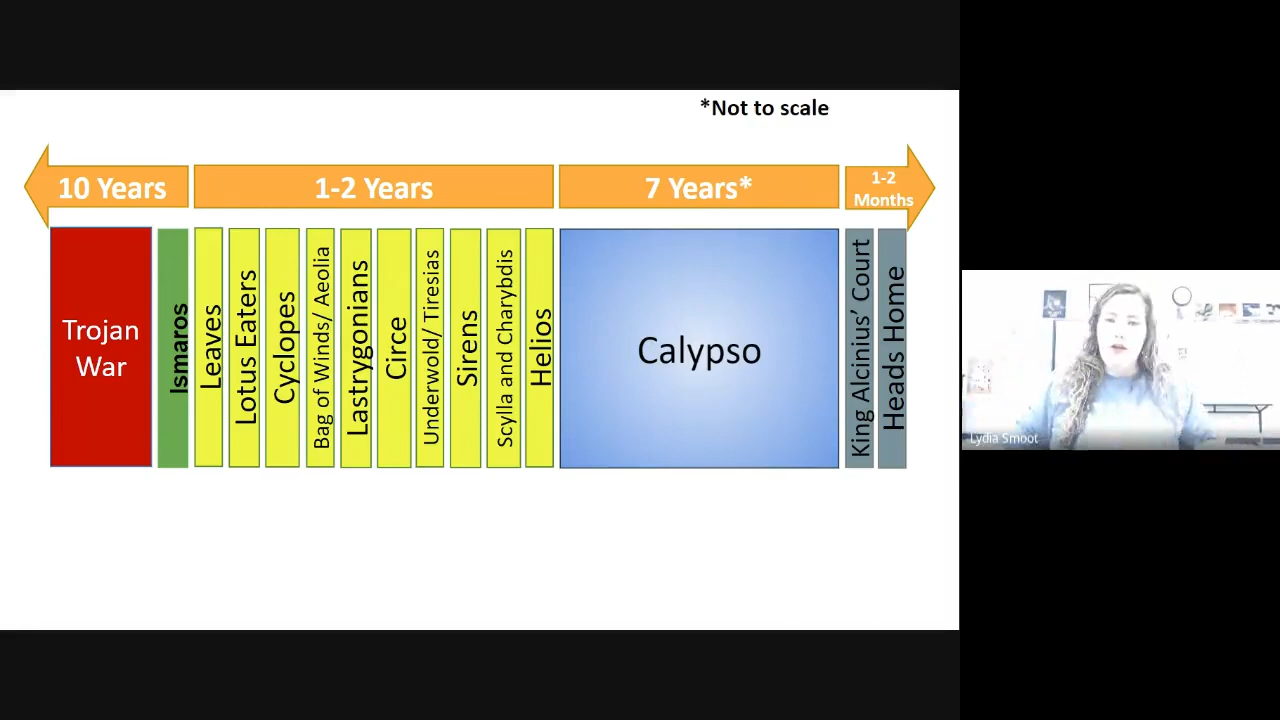 *Not to scale
10 Years
1-2 Years
7 Years*
1-2
Months
Trojan
War
Ismaros
Leaves
Lotus Eaters
Cyclopes
Bag of Winds/ Aeolia
Lastrygonians
Circe
Underwold/ Tiresias
Sirens
Scylla and Charybdis
Helios
Calypso
King Alcinius’ Court
Heads Home
Lydia Smoot